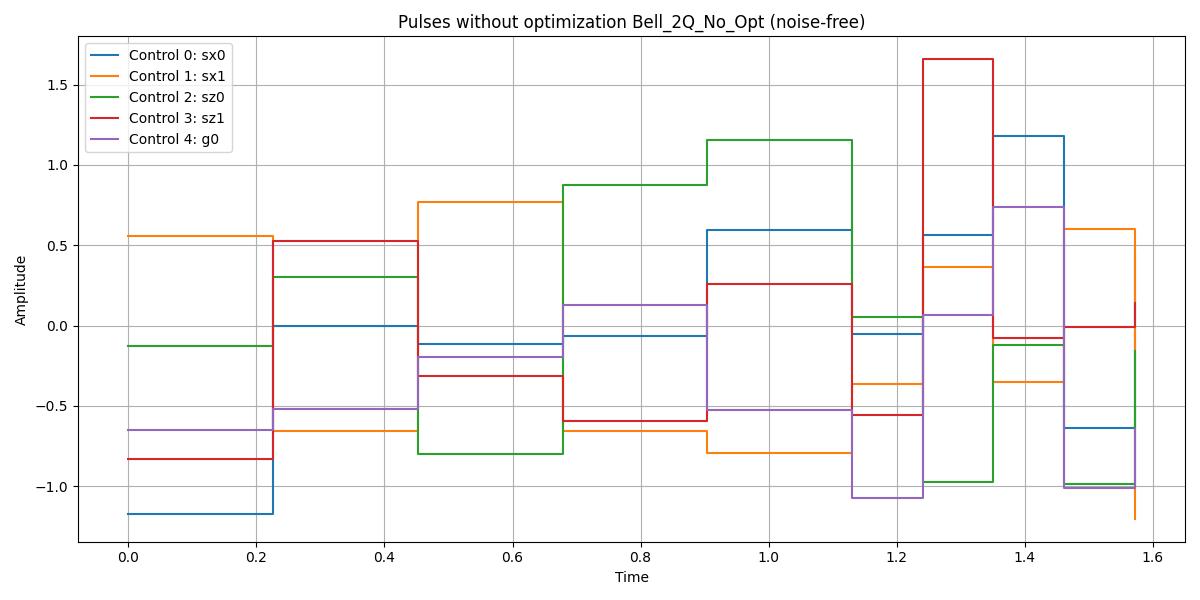 Pulses without optimization Bell_2Q_No_Opt (noise-free)
Control 0: sx0
Control 1: sx1
Control 2: sz0
Control 3: sz1
Control 4: g0
Amplitude
1.5
1.0
0.5
0.0
−0.5
−1.0
0.0 0.2 0.4 0.6 0.8 1.0 1.2 1.4 1.6
Time